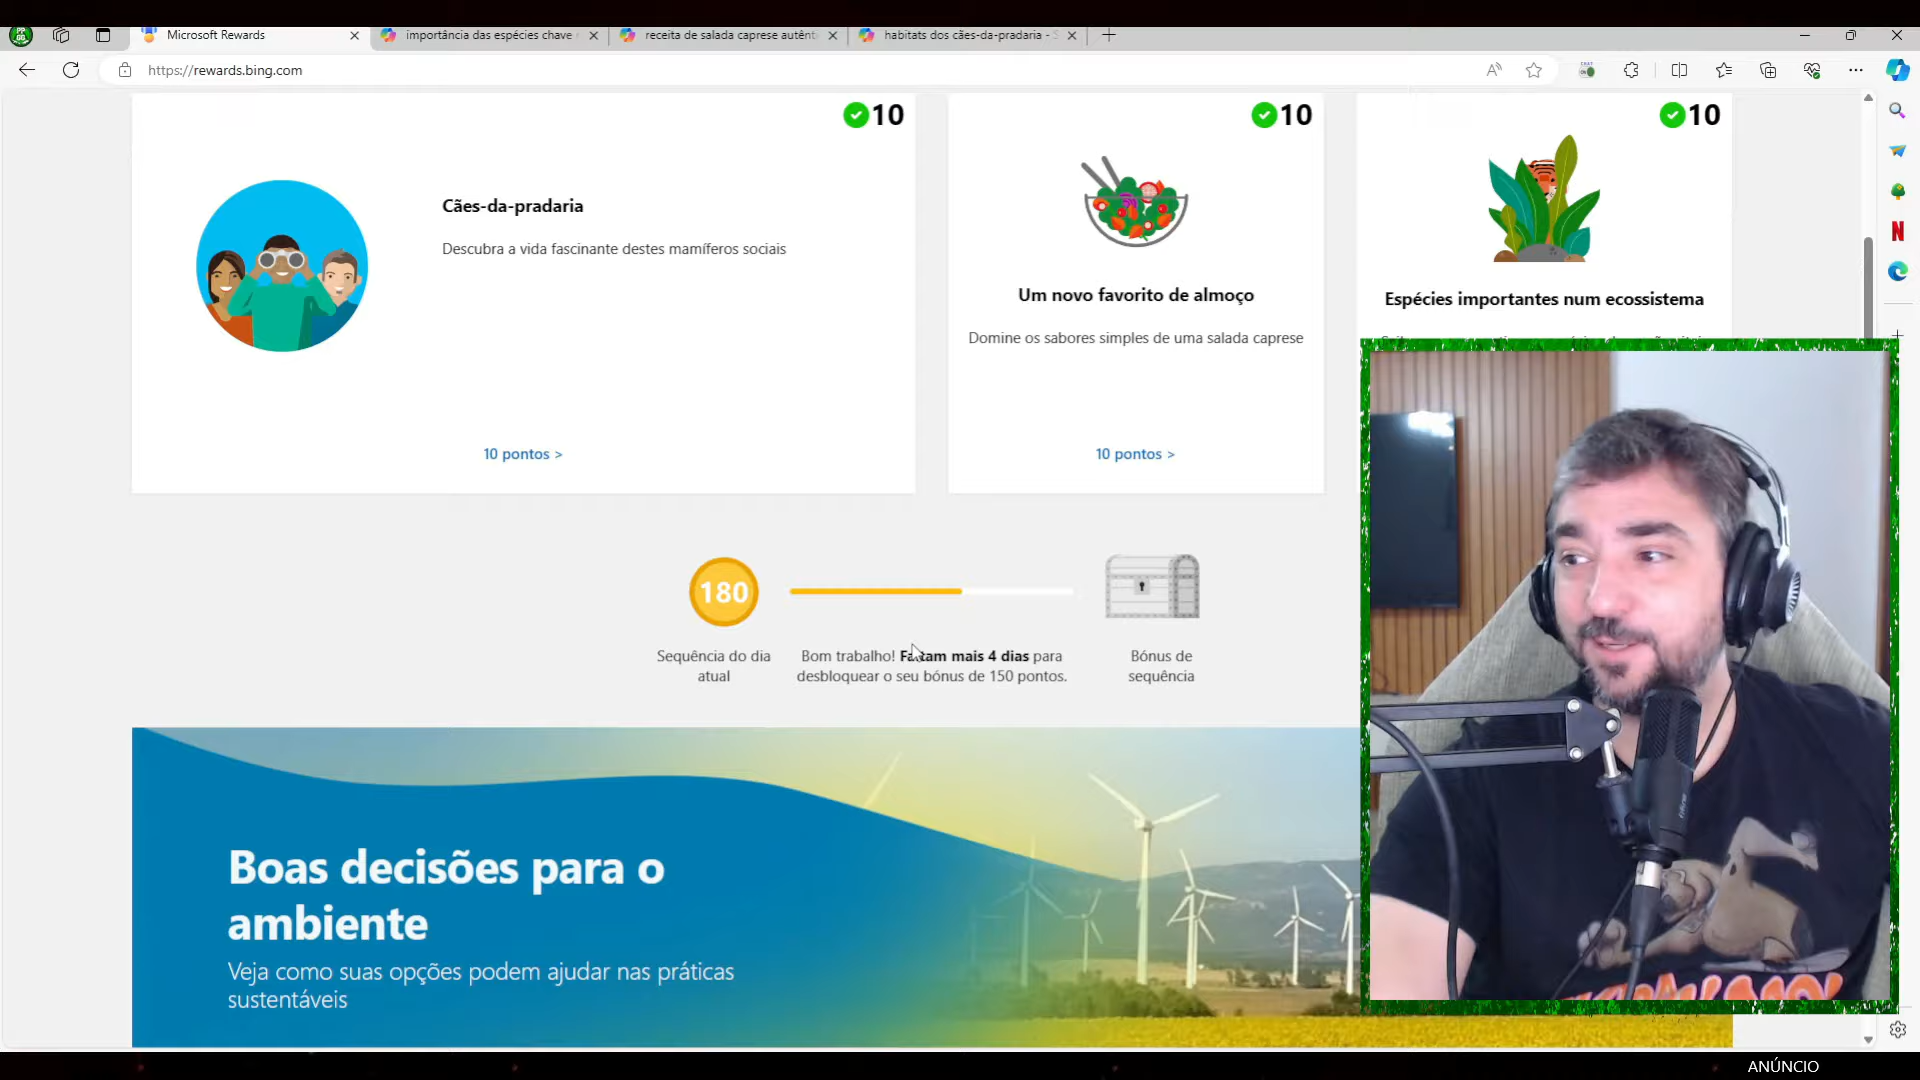 Microsoft Rewards
importância das espécies chave
receita de salada caprese autênt
habitats dos cães-da-pradaria - S
https://rewards.bing.com
10
10
10
Cães-da-pradaria
Descubra a vida fascinante destes mamíferos sociais
10 pontos >
Um novo favorito de almoço
Domine os sabores simples de uma salada caprese
10 pontos >
Espécies importantes num ecossistema
180
Sequência do dia
atual
Bom trabalho! Faltam mais 4 dias para
desbloquear o seu bónus de 150 pontos.
Bónus de
sequência
Boas decisões para o
ambiente
Veja como suas opções podem ajudar nas práticas
sustentáveis
ANÚNCIO